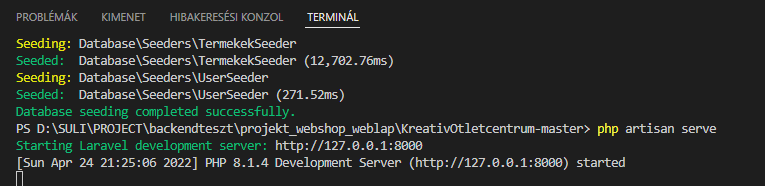 PROBLÉMÁK KIMENET HIBAKERESÉSI KONZOL TERMINÁL
Seeding: Database\Seeders\TermekekSeeder
Seeded:  Database\Seeders\TermekekSeeder (12,702.76ms)
Seeding: Database\Seeders\UserSeeder
Seeded:  Database\Seeders\UserSeeder (271.52ms)
Database seeding completed successfully.
PS D:\SULI\PROJECT\backendteszt\projekt_webshop_weblap\KreativOtletcentrum-master> php artisan serve
Starting Laravel development server: http://127.0.0.1:8000
[Sun Apr 24 21:25:06 2022] PHP 8.1.4 Development Server (http://127.0.0.1:8000) started